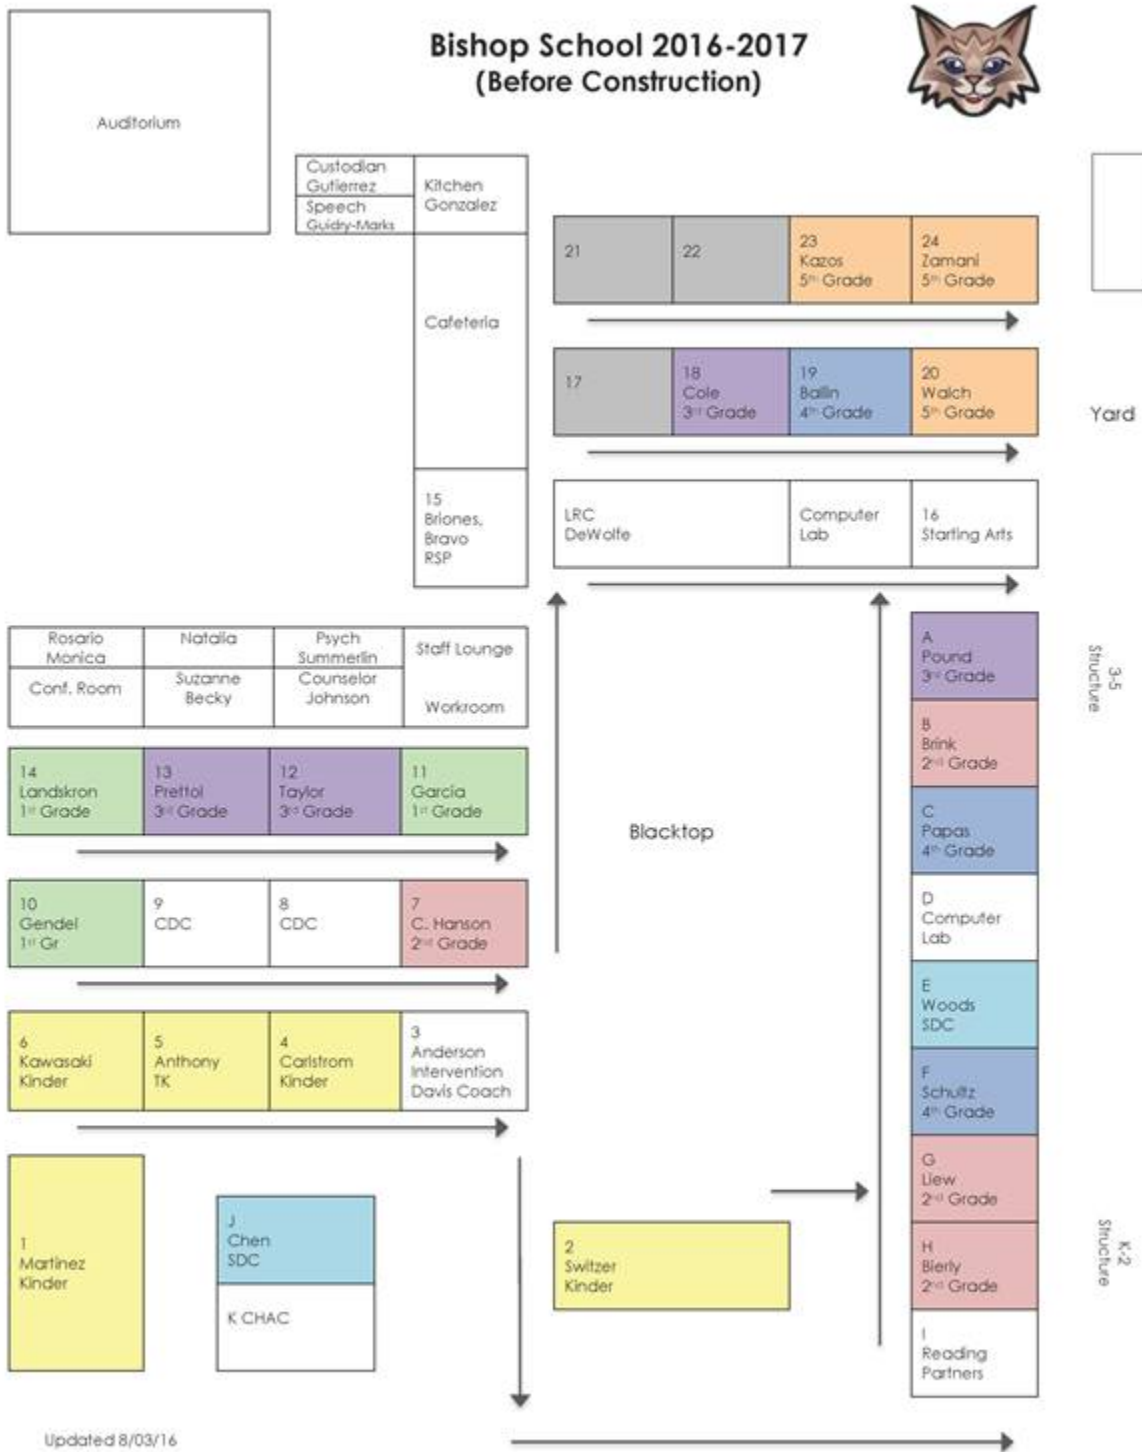 Bishop School 2016-2017
(Before Construction)
Auditorium
Custodian
Gutierrez
Speech
Guidry-Marks
Kitchen
Gonzalez
Cafeteria
15
Briones,
Bravo
RSP
21
22
23
Kazos
5th Grade
24
Zamani
5th Grade
17
18
Cole
3rd Grade
19
Ballin
4th Grade
20
Walch
5th Grade
Yard
LRC
DeWolfe
Computer
Lab
16
Starting Arts
Rosario
Monica
Conf. Room
Natalia
Suzanne
Becky
Psych
Summerlin
Counselor
Johnson
Staff Lounge
Workroom
14
Landskron
1st Grade
13
Prettol
3rd Grade
12
Taylor
3rd Grade
11
Garcia
1st Grade
10
Gendel
1st Gr
9
CDC
8
CDC
7
C. Hanson
2nd Grade
6
Kawasaki
Kinder
5
Anthony
TK
4
Carlstrom
Kinder
3
Anderson
Intervention
Davis Coach
1
Martinez
Kinder
J
Chen
SDC
K CHAC
Blacktop
2
Switzer
Kinder
A
Pound
3rd Grade
B
Brink
2nd Grade
C
Papas
4th Grade
D
Computer
Lab
E
Woods
SDC
F
Schultz
4th Grade
G
Liew
2nd Grade
H
Bierly
2nd Grade
I
Reading
Partners
3-5
Structure
K-2
Structure
Updated 8/03/16